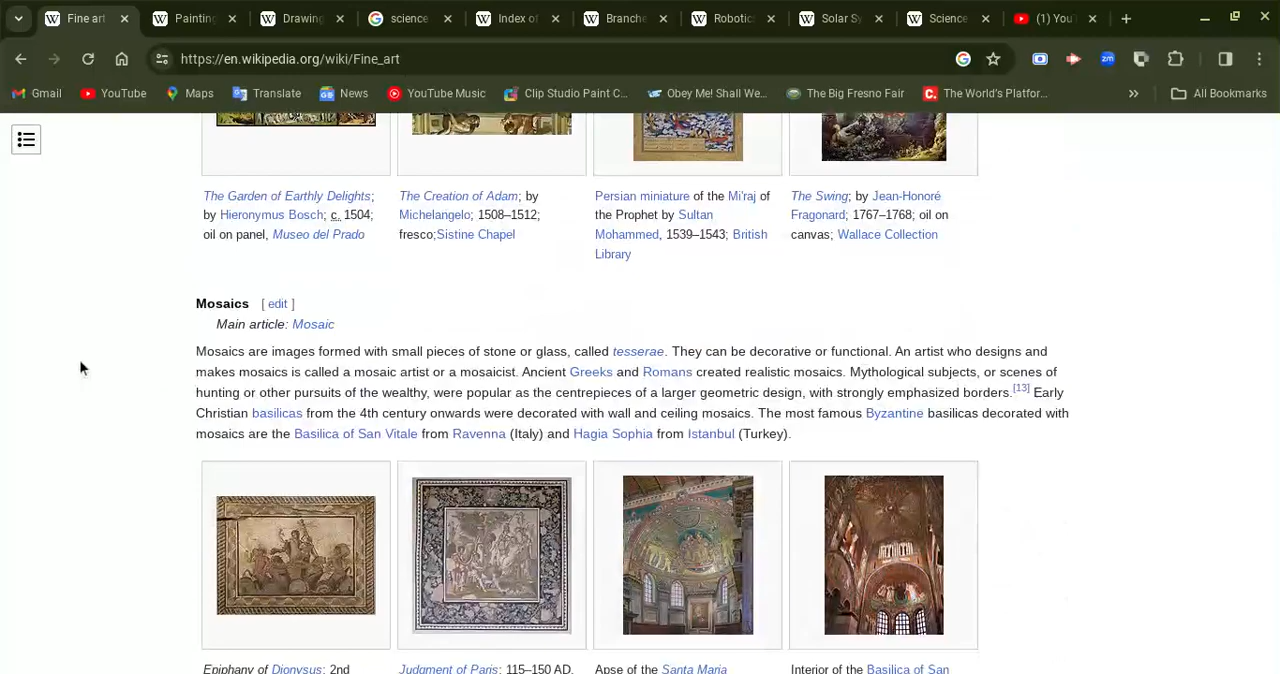 Fine art
Painting
Drawing
science
Index of
Branche
Robotic
Solar Sy
Science
(1) You
https://en.wikipedia.org/wiki/Fine_art
zm
Gmail
YouTube
Maps
Translate
News
YouTube Music
Clip Studio Paint C...
Obey Me! Shall We...
The Big Fresno Fair
The World's Platfor...
All Bookmarks
The Garden of Earthly Delights;
by Hieronymus Bosch; c. 1504;
oil on panel, Museo del Prado
The Creation of Adam; by
Michelangelo; 1508–1512;
fresco;Sistine Chapel
Persian miniature of the Mi'raj of
the Prophet by Sultan
Mohammed, 1539–1543; British
Library
The Swing; by Jean-Honoré
Fragonard; 1767–1768; oil on
canvas; Wallace Collection
Mosaics [ edit ]
Main article: Mosaic
Mosaics are images formed with small pieces of stone or glass, called tesserae. They can be decorative or functional. An artist who designs and
makes mosaics is called a mosaic artist or a mosaicist. Ancient Greeks and Romans created realistic mosaics. Mythological subjects, or scenes of
hunting or other pursuits of the wealthy, were popular as the centrepieces of a larger geometric design, with strongly emphasized borders.[13] Early
Christian basilicas from the 4th century onwards were decorated with wall and ceiling mosaics. The most famous Byzantine basilicas decorated with
mosaics are the Basilica of San Vitale from Ravenna (Italy) and Hagia Sophia from Istanbul (Turkey).
Epiphany of Dionysus; 2nd
Judgment of Paris; 115–150 AD.
Apse of the Santa Maria
Interior of the Basilica of San